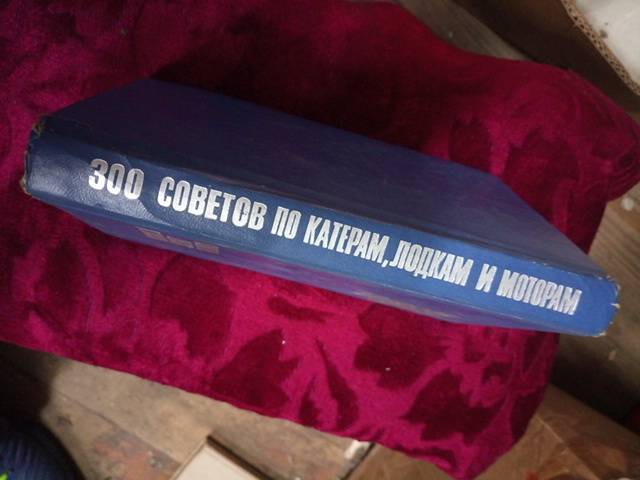 300 СОВЕТОВ ПО КАТЕРАМ, ЛОДКАМ И МОТОРАМ